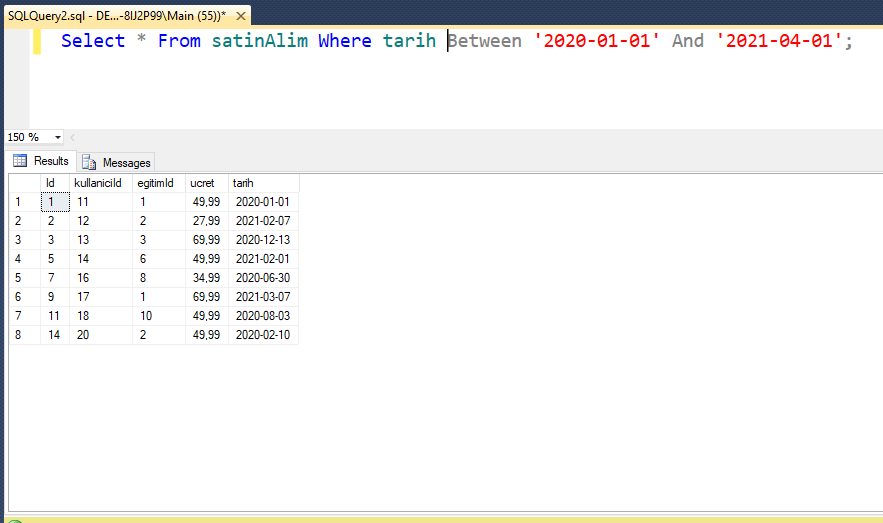 SQLQuery2.sql - DE...-8IJ2P99\Main (55))* ✕
Select * From satinAlim Where tarih Between '2020-01-01' And '2021-04-01';
150 %
Results Messages
Id kullaniciId egitimId ucret tarih
1 1 11 1 49,99 2020-01-01
2 2 12 2 27,99 2021-02-07
3 3 13 3 69,99 2020-12-13
4 5 14 6 49,99 2021-02-01
5 7 16 8 34,99 2020-06-30
6 9 17 1 69,99 2021-03-07
7 11 18 10 49,99 2020-08-03
8 14 20 2 49,99 2020-02-10